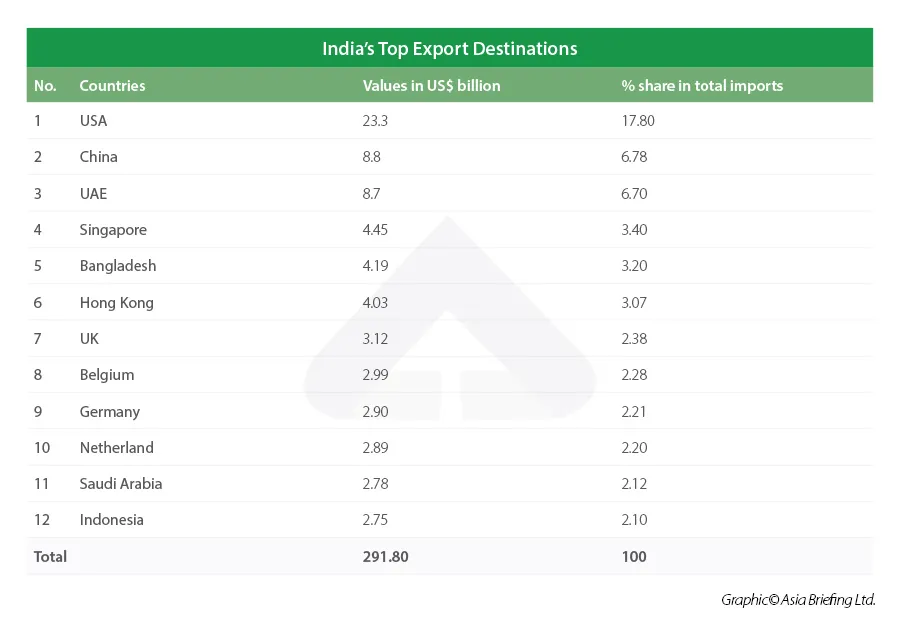 India's Top Export Destinations
No. Countries Values in US$ billion % share in total imports
1 USA 23.3 17.80
2 China 8.8 6.78
3 UAE 8.7 6.70
4 Singapore 4.45 3.40
5 Bangladesh 4.19 3.20
6 Hong Kong 4.03 3.07
7 UK 3.12 2.38
8 Belgium 2.99 2.28
9 Germany 2.90 2.21
10 Netherland 2.89 2.20
11 Saudi Arabia 2.78 2.12
12 Indonesia 2.75 2.10
Total 291.80 100
Graphic© Asia Briefing Ltd.